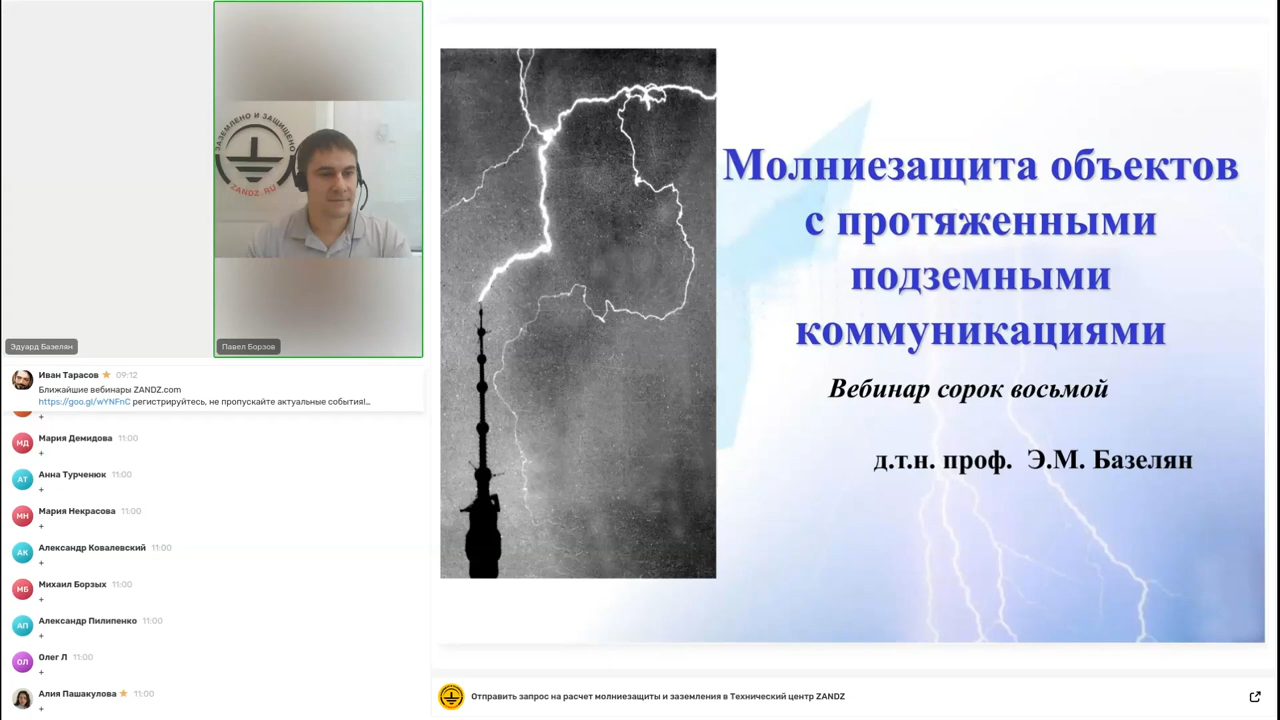 ЗАЗЕМЛЕНО И ЗАЩИЩЕНО
ZANDZ.RU
Эдуард Базелян
Павел Борзов
Иван Тарасов 09:12
Ближайшие вебинары ZANDZ.com
https://goo.gl/wYNFnC регистрируйтесь, не пропускайте актуальные события!...
+
МД Мария Демидова 11:00
+
АТ Анна Турченюк 11:00
+
МН Мария Некрасова 11:00
+
АК Александр Ковалевский 11:00
+
МБ Михаил Борзых 11:00
+
АП Александр Пилипенко 11:00
+
ОЛ Олег Л 11:00
+
Алия Пашакулова 11:00
+
Молниезащита объектов
с протяженными
подземными
коммуникациями
Вебинар сорок восьмой
д.т.н. проф. Э.М. Базелян
Отправить запрос на расчет молниезащиты и заземления в Технический центр ZANDZ